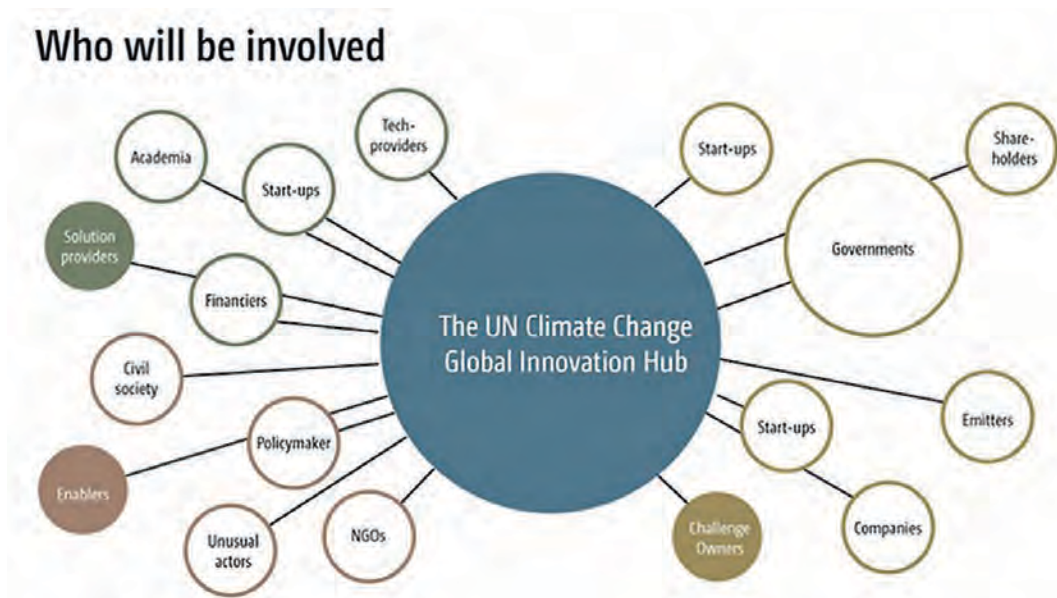 Who will be involved
Academia
Start-ups
Tech-
providers
Solution
providers
Financiers
Civil
society
Policymaker
Enablers
Unusual
actors
NGOs
The UN Climate Change
Global Innovation Hub
Start-ups
Share-
holders
Governments
Emitters
Start-ups
Companies
Challenge
Owners